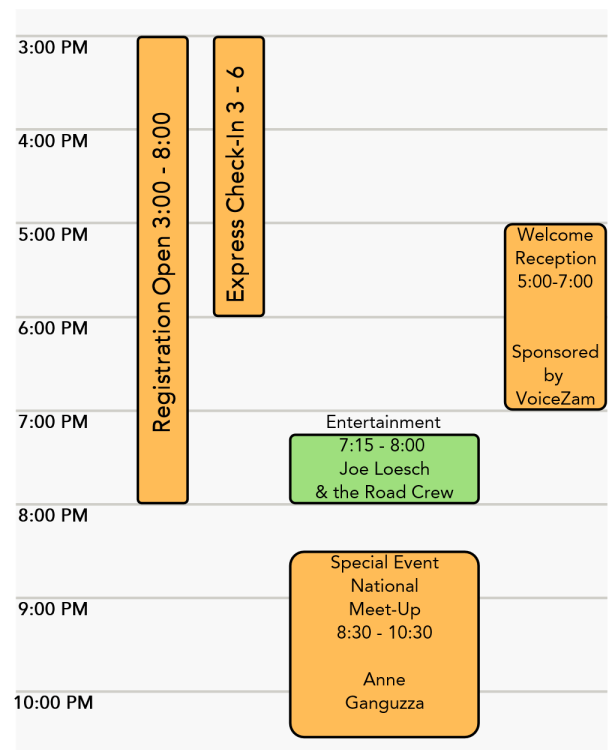 3:00 PM
4:00 PM
5:00 PM
6:00 PM
7:00 PM
8:00 PM
9:00 PM
10:00 PM
Registration Open 3:00 - 8:00
Express Check-In 3 - 6
Welcome
Reception
5:00-7:00
Sponsored
by
VoiceZam
Entertainment
7:15 - 8:00
Joe Loesch
& the Road Crew
Special Event
National
Meet-Up
8:30 - 10:30
Anne
Ganguzza